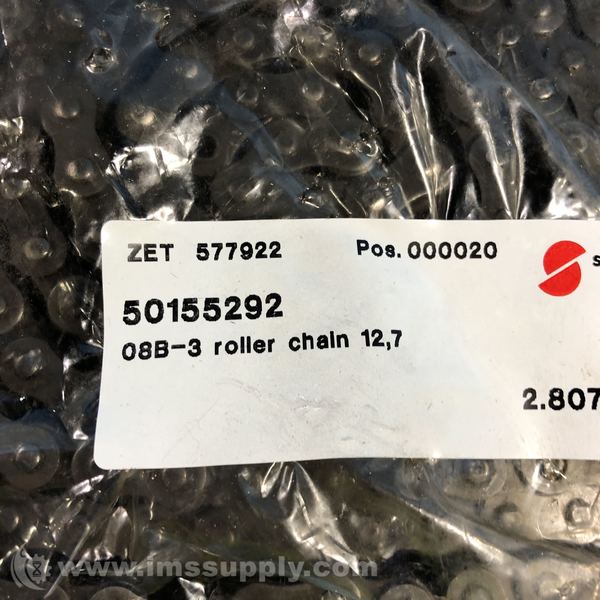 ZET 577922 Pos. 000020
50155292
08B-3 roller chain 12,7
2.807
www.imssupply.com